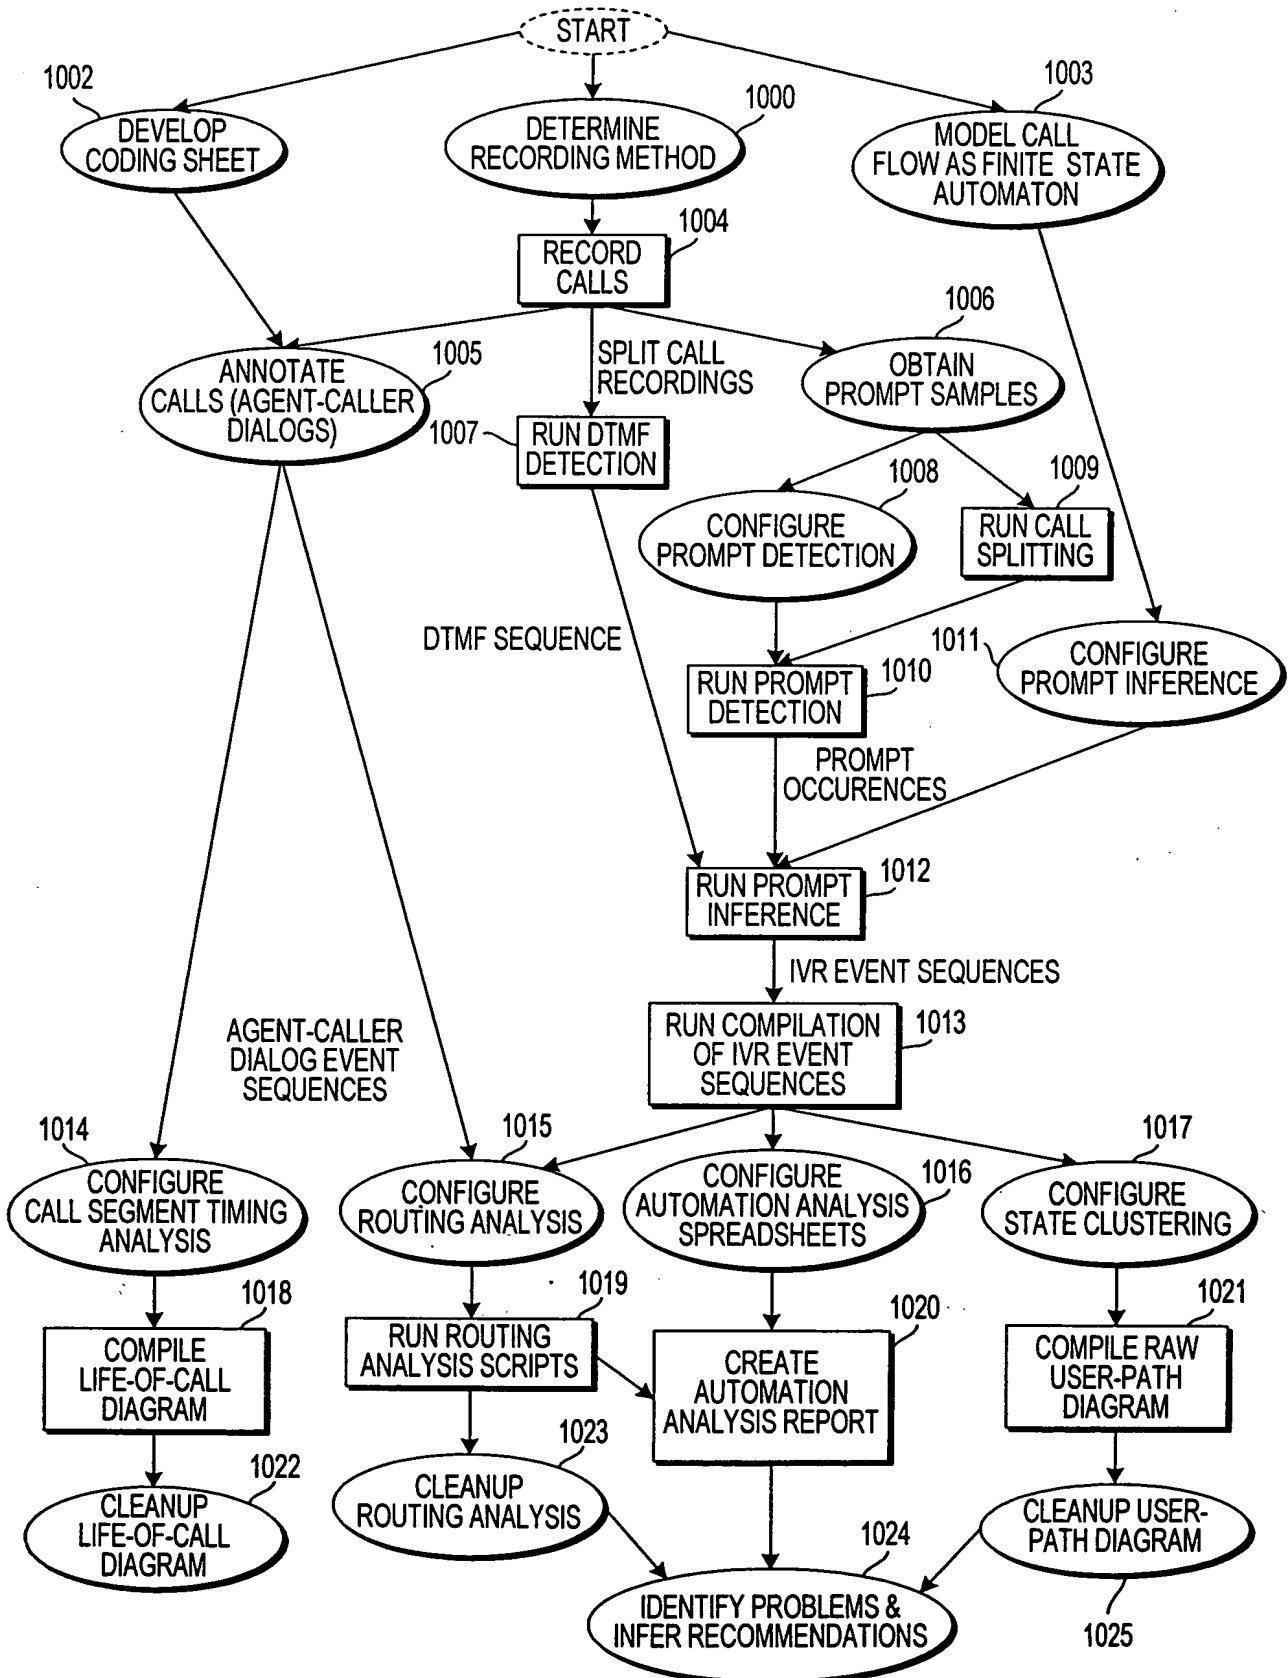 START
1002
DEVELOP
CODING SHEET
1000
DETERMINE
RECORDING METHOD
1003
MODEL CALL
FLOW AS FINITE STATE
AUTOMATON
1004
RECORD
CALLS
1005
ANNOTATE
CALLS (AGENT-CALLER
DIALOGS)
SPLIT CALL
RECORDINGS
1006
OBTAIN
PROMPT SAMPLES
1007
RUN DTMF
DETECTION
1008
CONFIGURE
PROMPT DETECTION
1009
RUN CALL
SPLITTING
DTMF SEQUENCE
1010
RUN PROMPT
DETECTION
1011
CONFIGURE
PROMPT INFERENCE
PROMPT
OCCURENCES
1012
RUN PROMPT
INFERENCE
IVR EVENT SEQUENCES
1013
RUN COMPILATION
OF IVR EVENT
SEQUENCES
AGENT-CALLER
DIALOG EVENT
SEQUENCES
1014
CONFIGURE
CALL SEGMENT TIMING
ANALYSIS
1015
CONFIGURE
ROUTING ANALYSIS
1016
CONFIGURE
AUTOMATION ANALYSIS
SPREADSHEETS
1017
CONFIGURE
STATE CLUSTERING
1018
COMPILE
LIFE-OF-CALL
DIAGRAM
1019
RUN ROUTING
ANALYSIS SCRIPTS
1020
CREATE
AUTOMATION
ANALYSIS REPORT
1021
COMPILE RAW
USER-PATH
DIAGRAM
1022
CLEANUP
LIFE-OF-CALL
DIAGRAM
1023
CLEANUP
ROUTING ANALYSIS
1024
IDENTIFY PROBLEMS &
INFER RECOMMENDATIONS
CLEANUP USER-
PATH DIAGRAM
1025